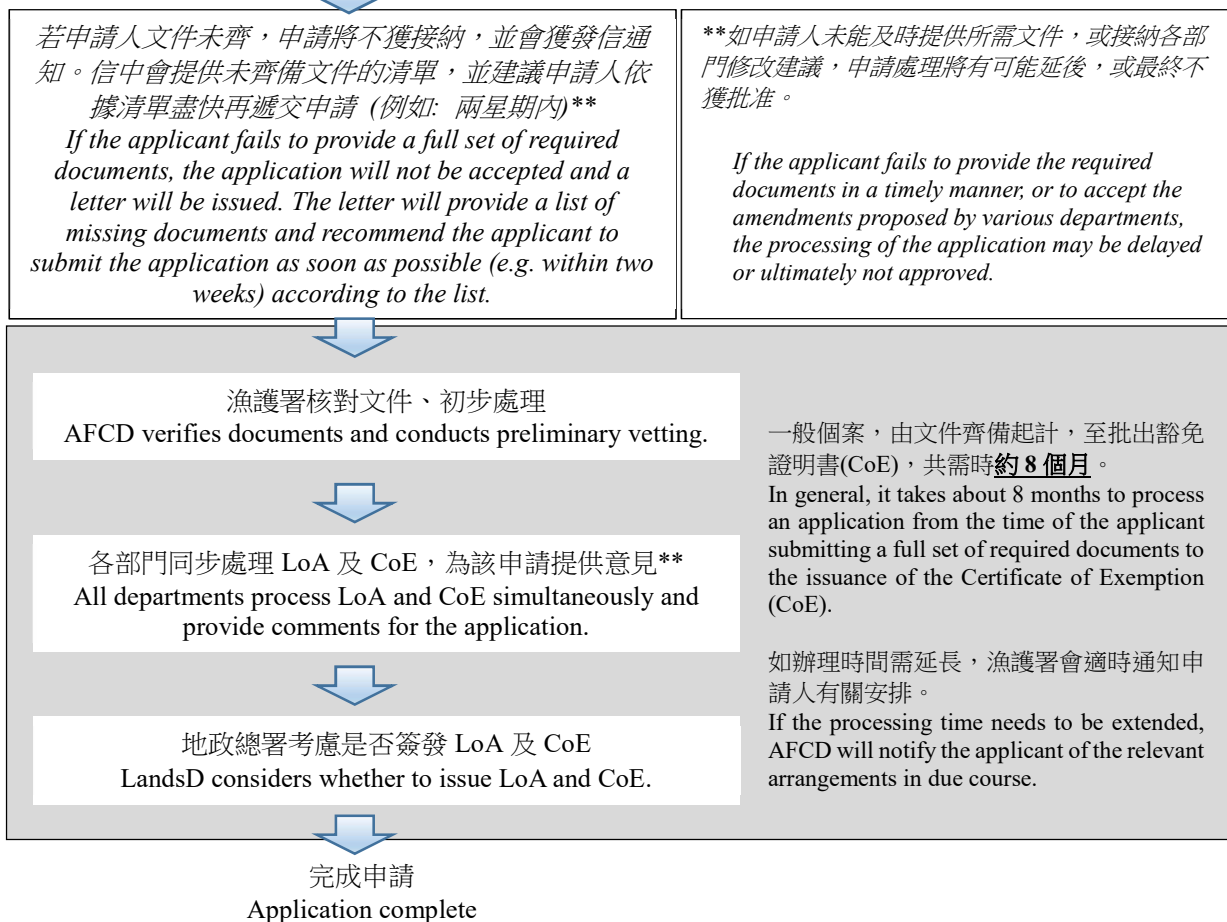 若申請人文件未齊，申請將不獲接納，並會獲發信通
知。信中會提供未齊備文件的清單，並建議申請人依
據清單盡快再遞交申請 (例如: 兩星期內)**
If the applicant fails to provide a full set of required
documents, the application will not be accepted and a
letter will be issued. The letter will provide a list of
missing documents and recommend the applicant to
submit the application as soon as possible (e.g. within two
weeks) according to the list.
**如申請人未能及時提供所需文件，或接納各部
門修改建議，申請處理將有可能延後，或最終不
獲批准。
If the applicant fails to provide the required
documents in a timely manner, or to accept the
amendments proposed by various departments,
the processing of the application may be delayed
or ultimately not approved.
漁護署核對文件、初步處理
AFCD verifies documents and conducts preliminary vetting.
各部門同步處理 LoA 及 CoE，為該申請提供意見**
All departments process LoA and CoE simultaneously and
provide comments for the application.
地政總署考慮是否簽發 LoA 及 CoE
LandsD considers whether to issue LoA and CoE.
一般個案，由文件齊備起計，至批出豁免
證明書(CoE)，共需時約 8 個月。
In general, it takes about 8 months to process
an application from the time of the applicant
submitting a full set of required documents to
the issuance of the Certificate of Exemption
(CoE).
如辦理時間需延長，漁護署會適時通知申
請人有關安排。
If the processing time needs to be extended,
AFCD will notify the applicant of the relevant
arrangements in due course.
完成申請
Application complete